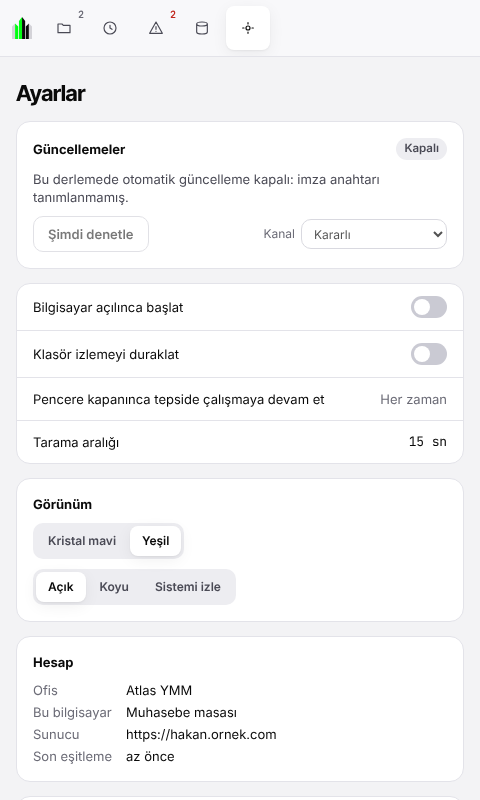 2
2
Ayarlar
Güncellemeler
Kapalı
Bu derlemede otomatik güncelleme kapalı: imza anahtarı
tanımlanmamış.
Şimdi denetle
Kanal
Kararlı
Bilgisayar açılınca başlat
Klasör izlemeyi duraklat
Pencere kapanınca tepside çalışmaya devam et
Her zaman
Tarama aralığı
15 sn
Görünüm
Kristal mavi
Yeşil
Açık
Koyu
Sistemi izle
Hesap
Ofis
Atlas YMM
Bu bilgisayar
Muhasebe masası
Sunucu
https://hakan.ornek.com
Son eşitleme
az önce